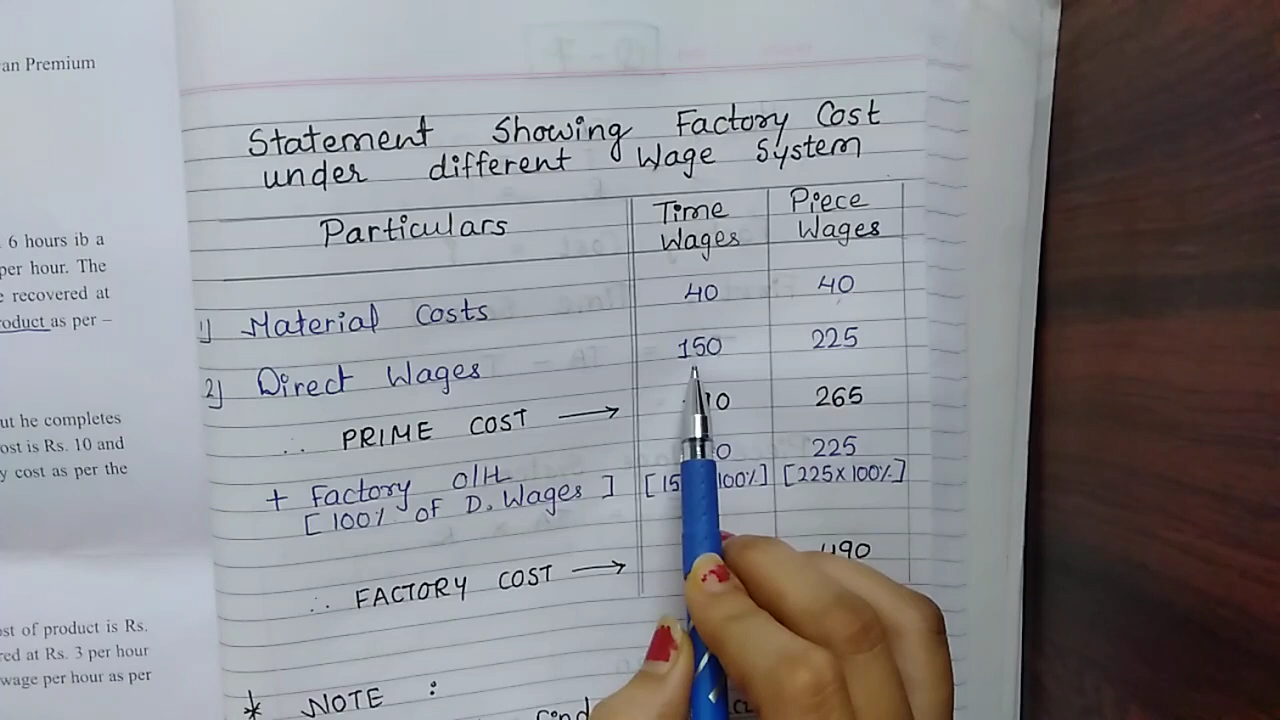 an Premium
6 hours ib a
per hour. The
recovered at
roduct as per –
ut he completes
ost is Rs. 10 and
y cost as per the
ost of product is Rs.
red at Rs. 3 per hour
wage per hour as per
Statement Showing Factory Cost
under different Wage System
Particulars Time Wages Piece Wages
1) Material Costs 40 40
2) Direct Wages 150 225
∴ PRIME COST → 265
+ Factory O/H 225
[100% of D. Wages] 100%] [225×100%]
∴ FACTORY COST → 490
* NOTE :